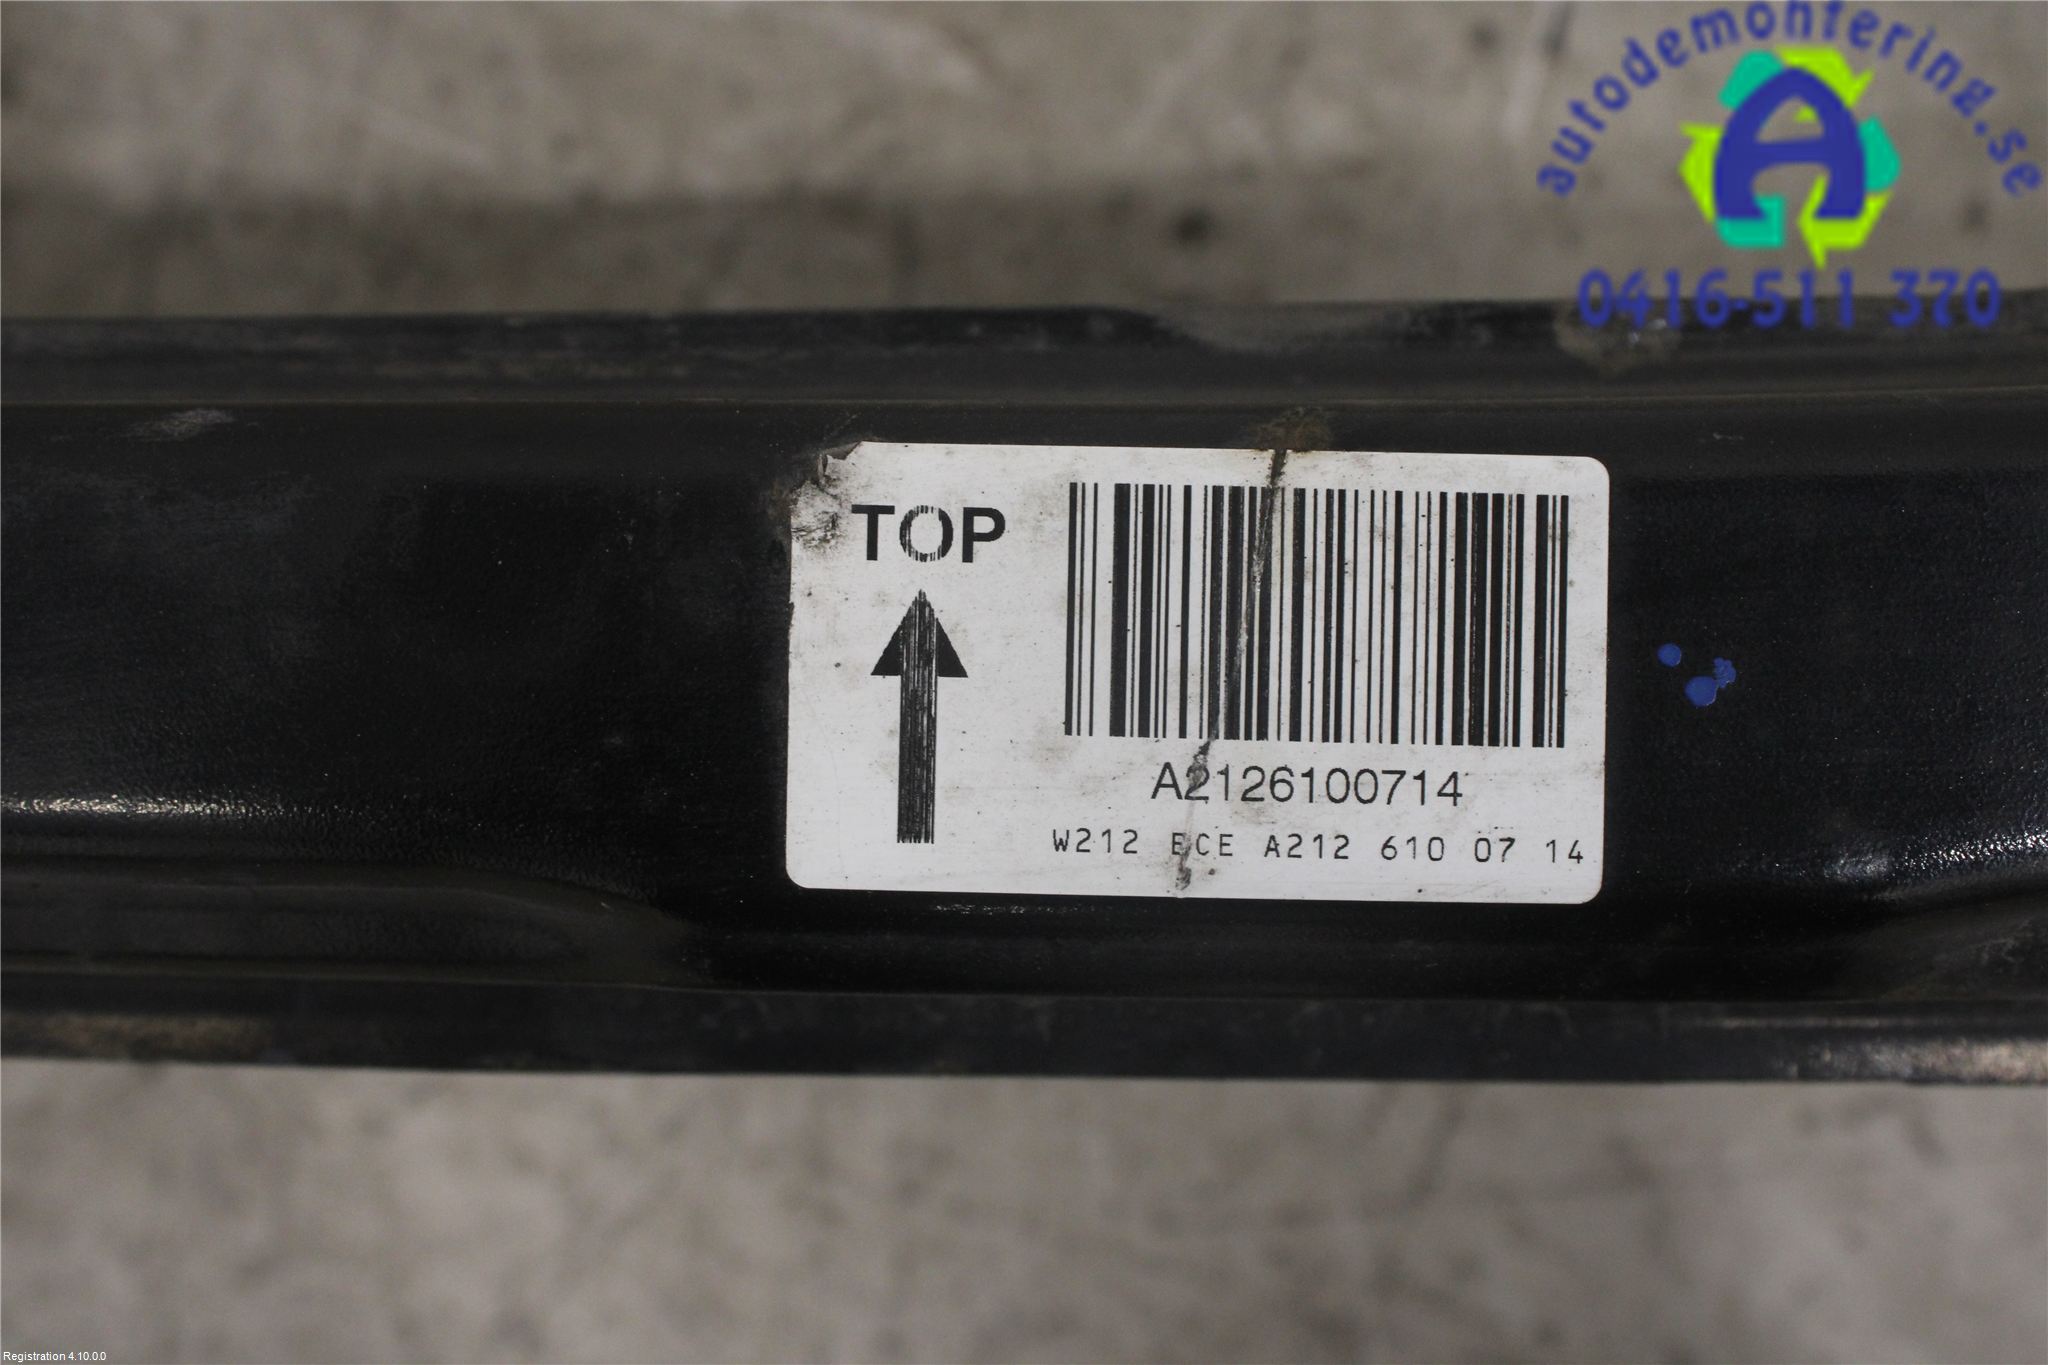 autodemontering.se
A
0416-511 370
TOP
A2126100714
W212 ECE A212 610 07 14
Registration 4.10.0.0